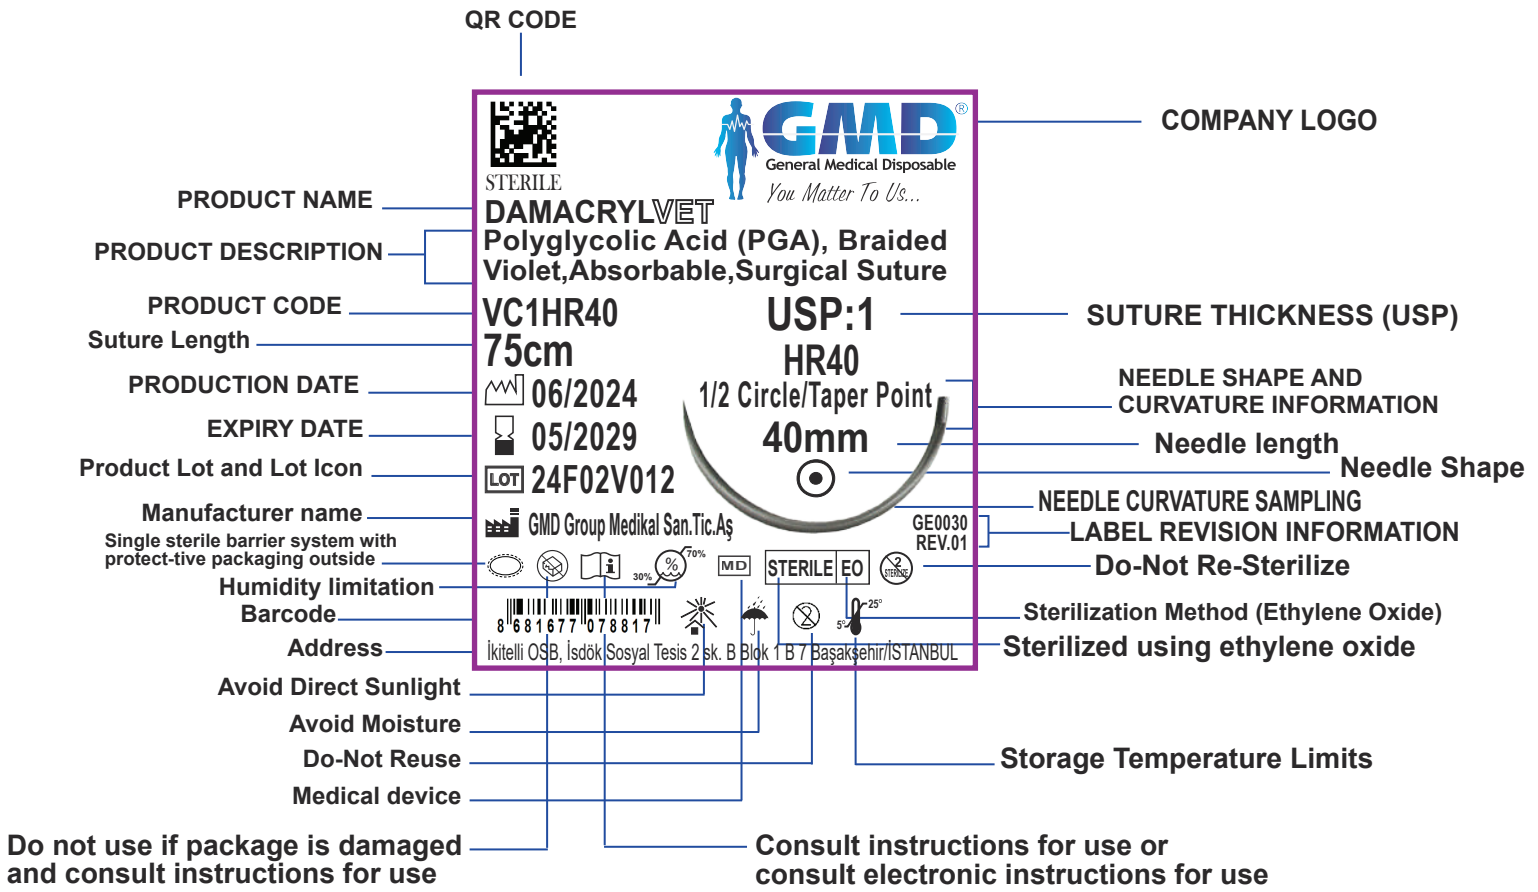 QR CODE
COMPANY LOGO
GMD®
General Medical Disposable
You Matter To Us...
STERILE
PRODUCT NAME
DAMACRYLVET
PRODUCT DESCRIPTION
Polyglycolic Acid (PGA), Braided
Violet,Absorbable,Surgical Suture
PRODUCT CODE
VC1HR40
USP:1
SUTURE THICKNESS (USP)
Suture Length
75cm
HR40
PRODUCTION DATE
06/2024
1/2 Circle/Taper Point
NEEDLE SHAPE AND
CURVATURE INFORMATION
EXPIRY DATE
05/2029
40mm
Needle length
Product Lot and Lot Icon
LOT 24F02V012
Needle Shape
NEEDLE CURVATURE SAMPLING
Manufacturer name
GMD Group Medikal San.Tic.Aş
GE0030
REV.01
LABEL REVISION INFORMATION
Single sterile barrier system with
protect-tive packaging outside
i
30% % 70%
MD
STERILE EO
2
STERILIZE
Do-Not Re-Sterilize
Humidity limitation
Barcode
8 681677 078817
2
5° 25°
Sterilization Method (Ethylene Oxide)
Address
İkitelli OSB, İsdök Sosyal Tesis 2 sk. B Blok 1 B 7 Başakşehir/İSTANBUL
Sterilized using ethylene oxide
Avoid Direct Sunlight
Avoid Moisture
Do-Not Reuse
Storage Temperature Limits
Medical device
Do not use if package is damaged
and consult instructions for use
Consult instructions for use or
consult electronic instructions for use